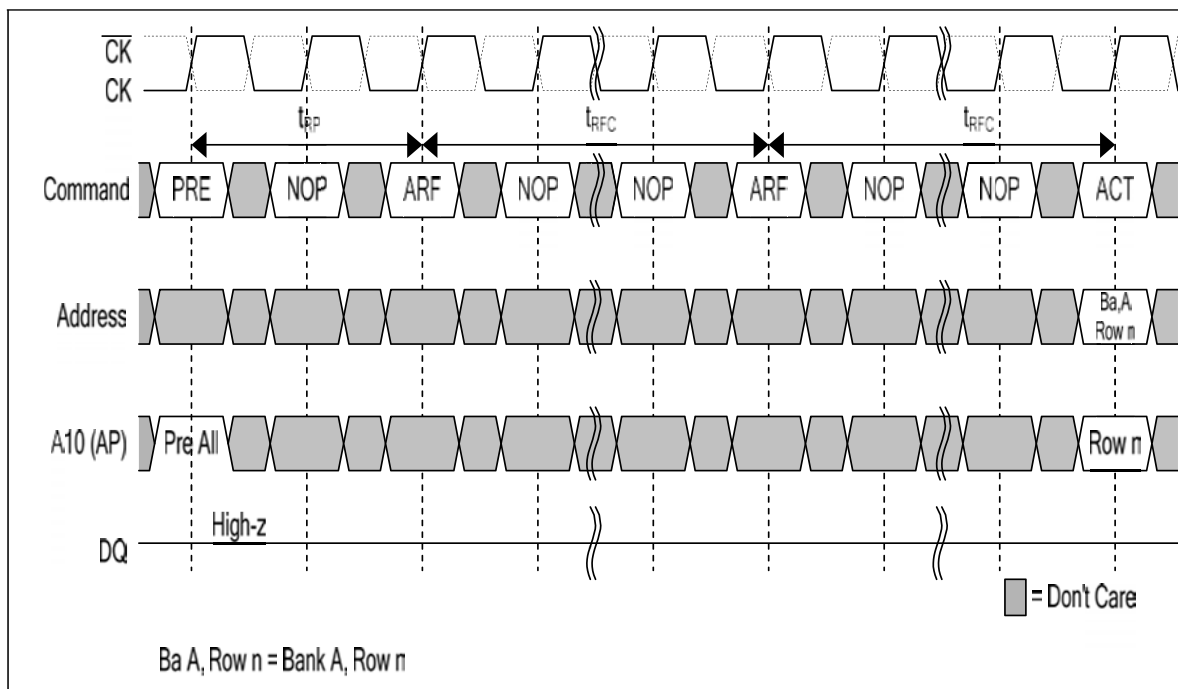 CK
CK
tRP tRFC tRFC
Command PRE NOP ARF NOP NOP ARF NOP NOP ACT
Address Ba,A,
Row n
A10 (AP) Pre All Row n
High-z
DQ
= Don't Care
Ba A, Row n = Bank A, Row n